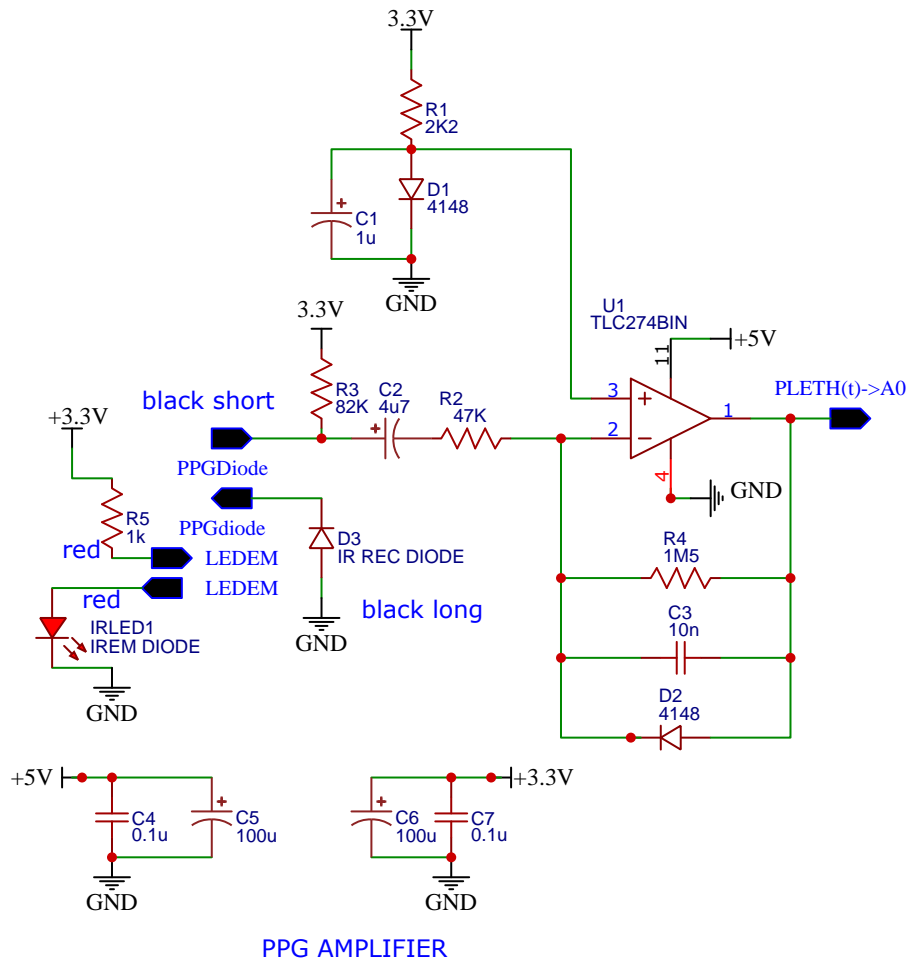 3.3V
R1
2K2
D1
4148
C1
1u
GND
3.3V
R3
82K
C2
4u7
R2
47K
U1
TLC274BIN
11
+5V
3
2
1
4
GND
PLETH(t)->A0
black short
PPGDiode
+3.3V
PPGdiode
R5
1k
red
LEDEM
LEDEM
red
D3
IR REC DIODE
GND
black long
IRLED1
IREM DIODE
GND
R4
1M5
C3
10n
D2
4148
+5V
C4
0.1u
C5
100u
GND
+3.3V
C6
100u
C7
0.1u
GND
PPG AMPLIFIER